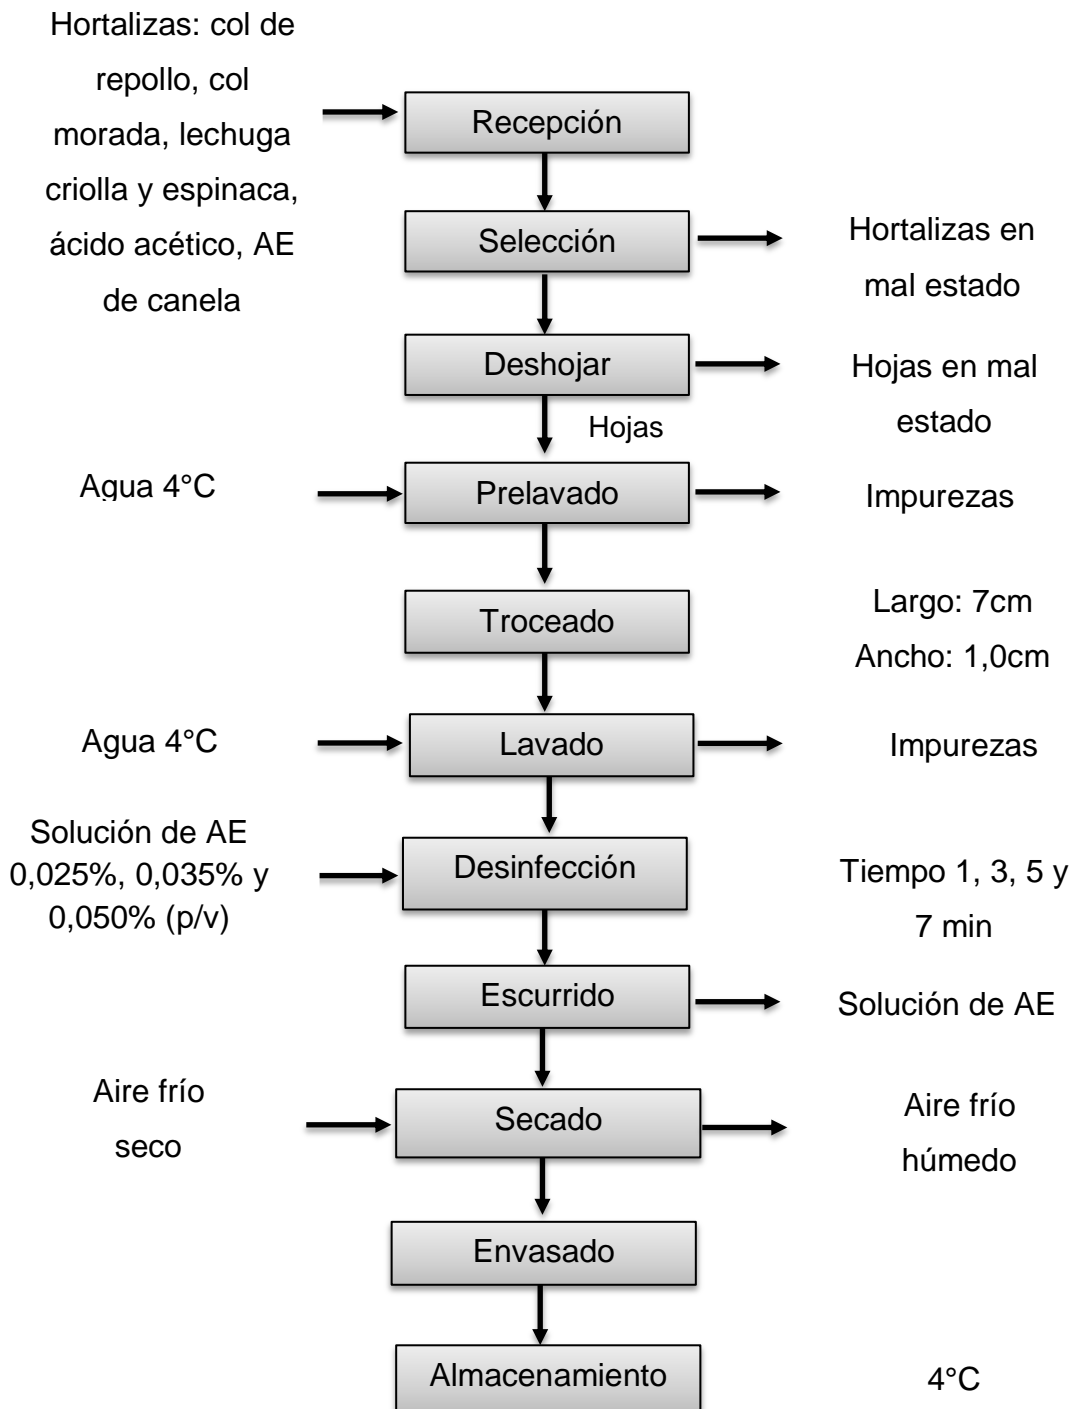 Hortalizas: col de
repollo, col
morada, lechuga
criolla y espinaca,
ácido acético, AE
de canela
Recepción
Selección
Hortalizas en
mal estado
Deshojar
Hojas en mal
estado
Hojas
Agua 4°C
Prelavado
Impurezas
Troceado
Largo: 7cm
Ancho: 1,0cm
Agua 4°C
Lavado
Impurezas
Solución de AE
0,025%, 0,035% y
0,050% (p/v)
Desinfección
Tiempo 1, 3, 5 y
7 min
Escurrido
Solución de AE
Aire frío
seco
Secado
Aire frío
húmedo
Envasado
Almacenamiento
4°C